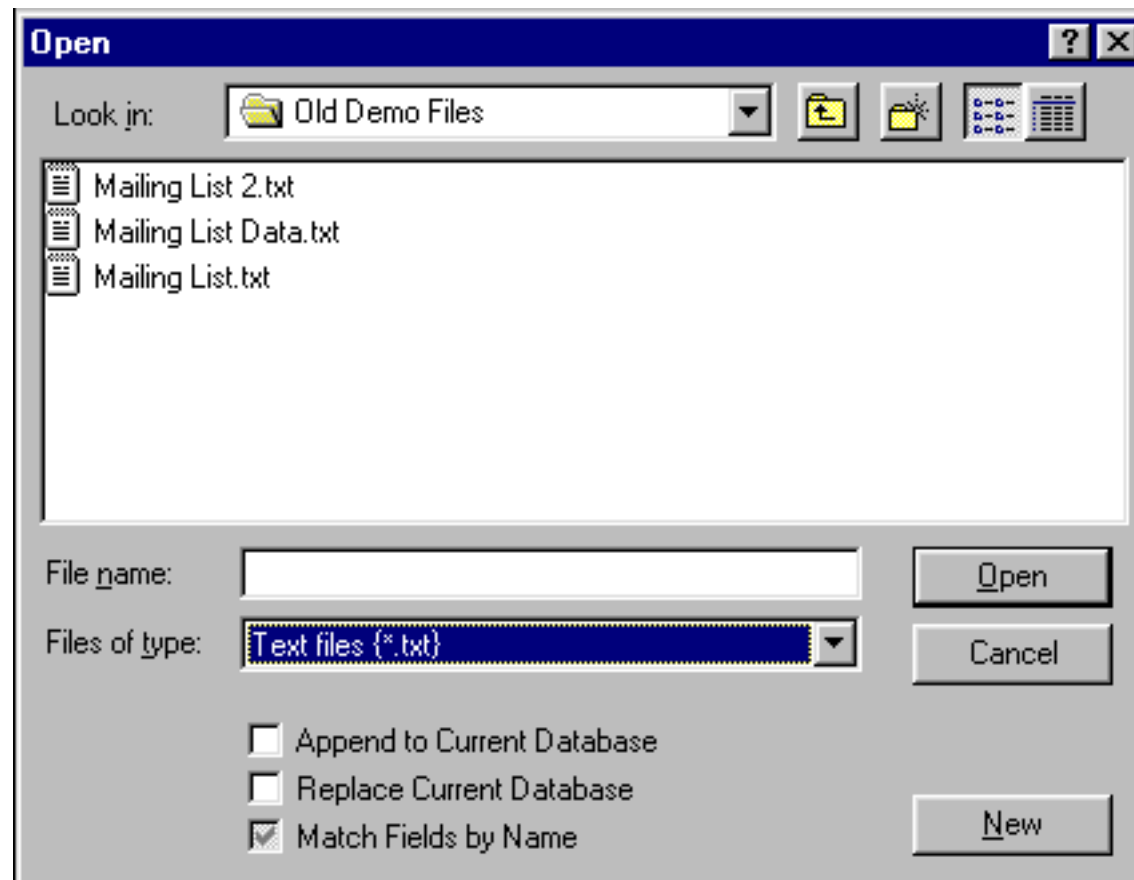 Open
Look in: Old Demo Files
Mailing List 2.txt
Mailing List Data.txt
Mailing List.txt
File name: Open
Files of type: Text files {*.txt} Cancel
Append to Current Database
Replace Current Database
Match Fields by Name New